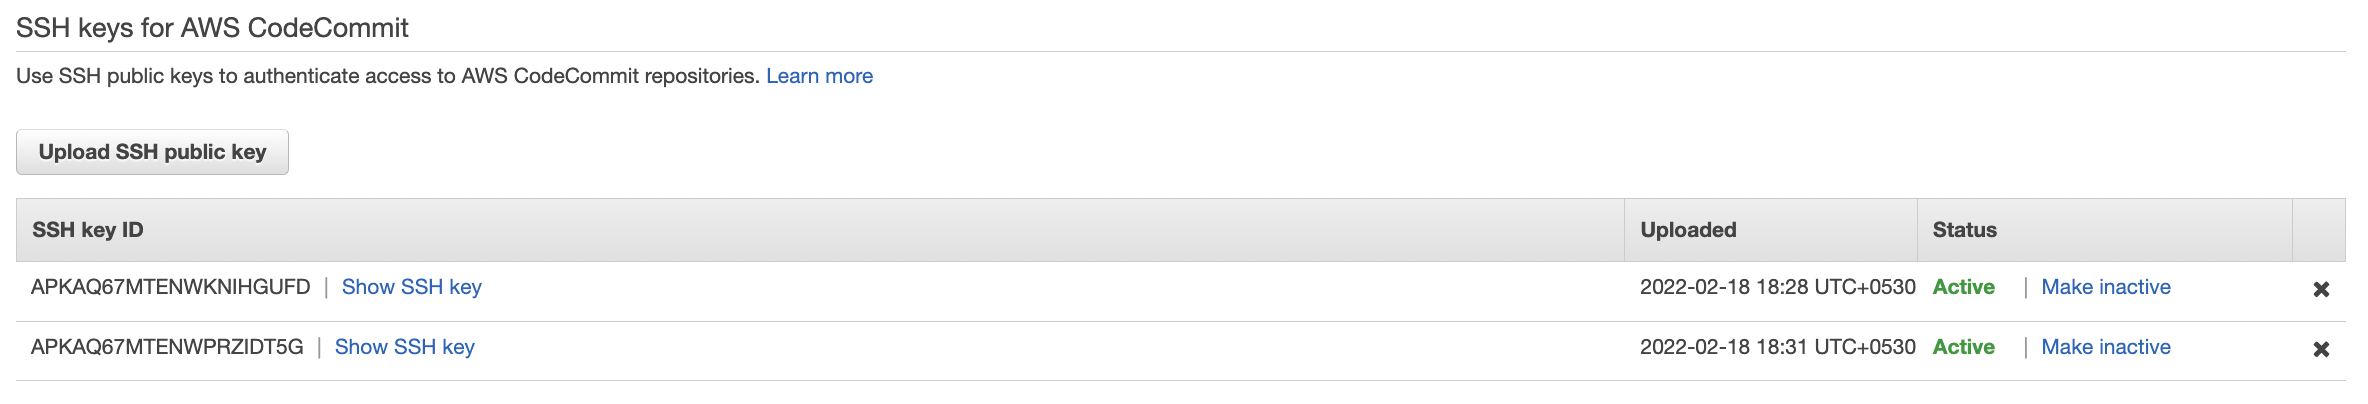 SSH keys for AWS CodeCommit
Use SSH public keys to authenticate access to AWS CodeCommit repositories. Learn more
Upload SSH public key
SSH key ID Uploaded Status
APKAQ67MTENWKNIHGUFD | Show SSH key 2022-02-18 18:28 UTC+0530 Active | Make inactive ✖
APKAQ67MTENWPRZIDT5G | Show SSH key 2022-02-18 18:31 UTC+0530 Active | Make inactive ✖